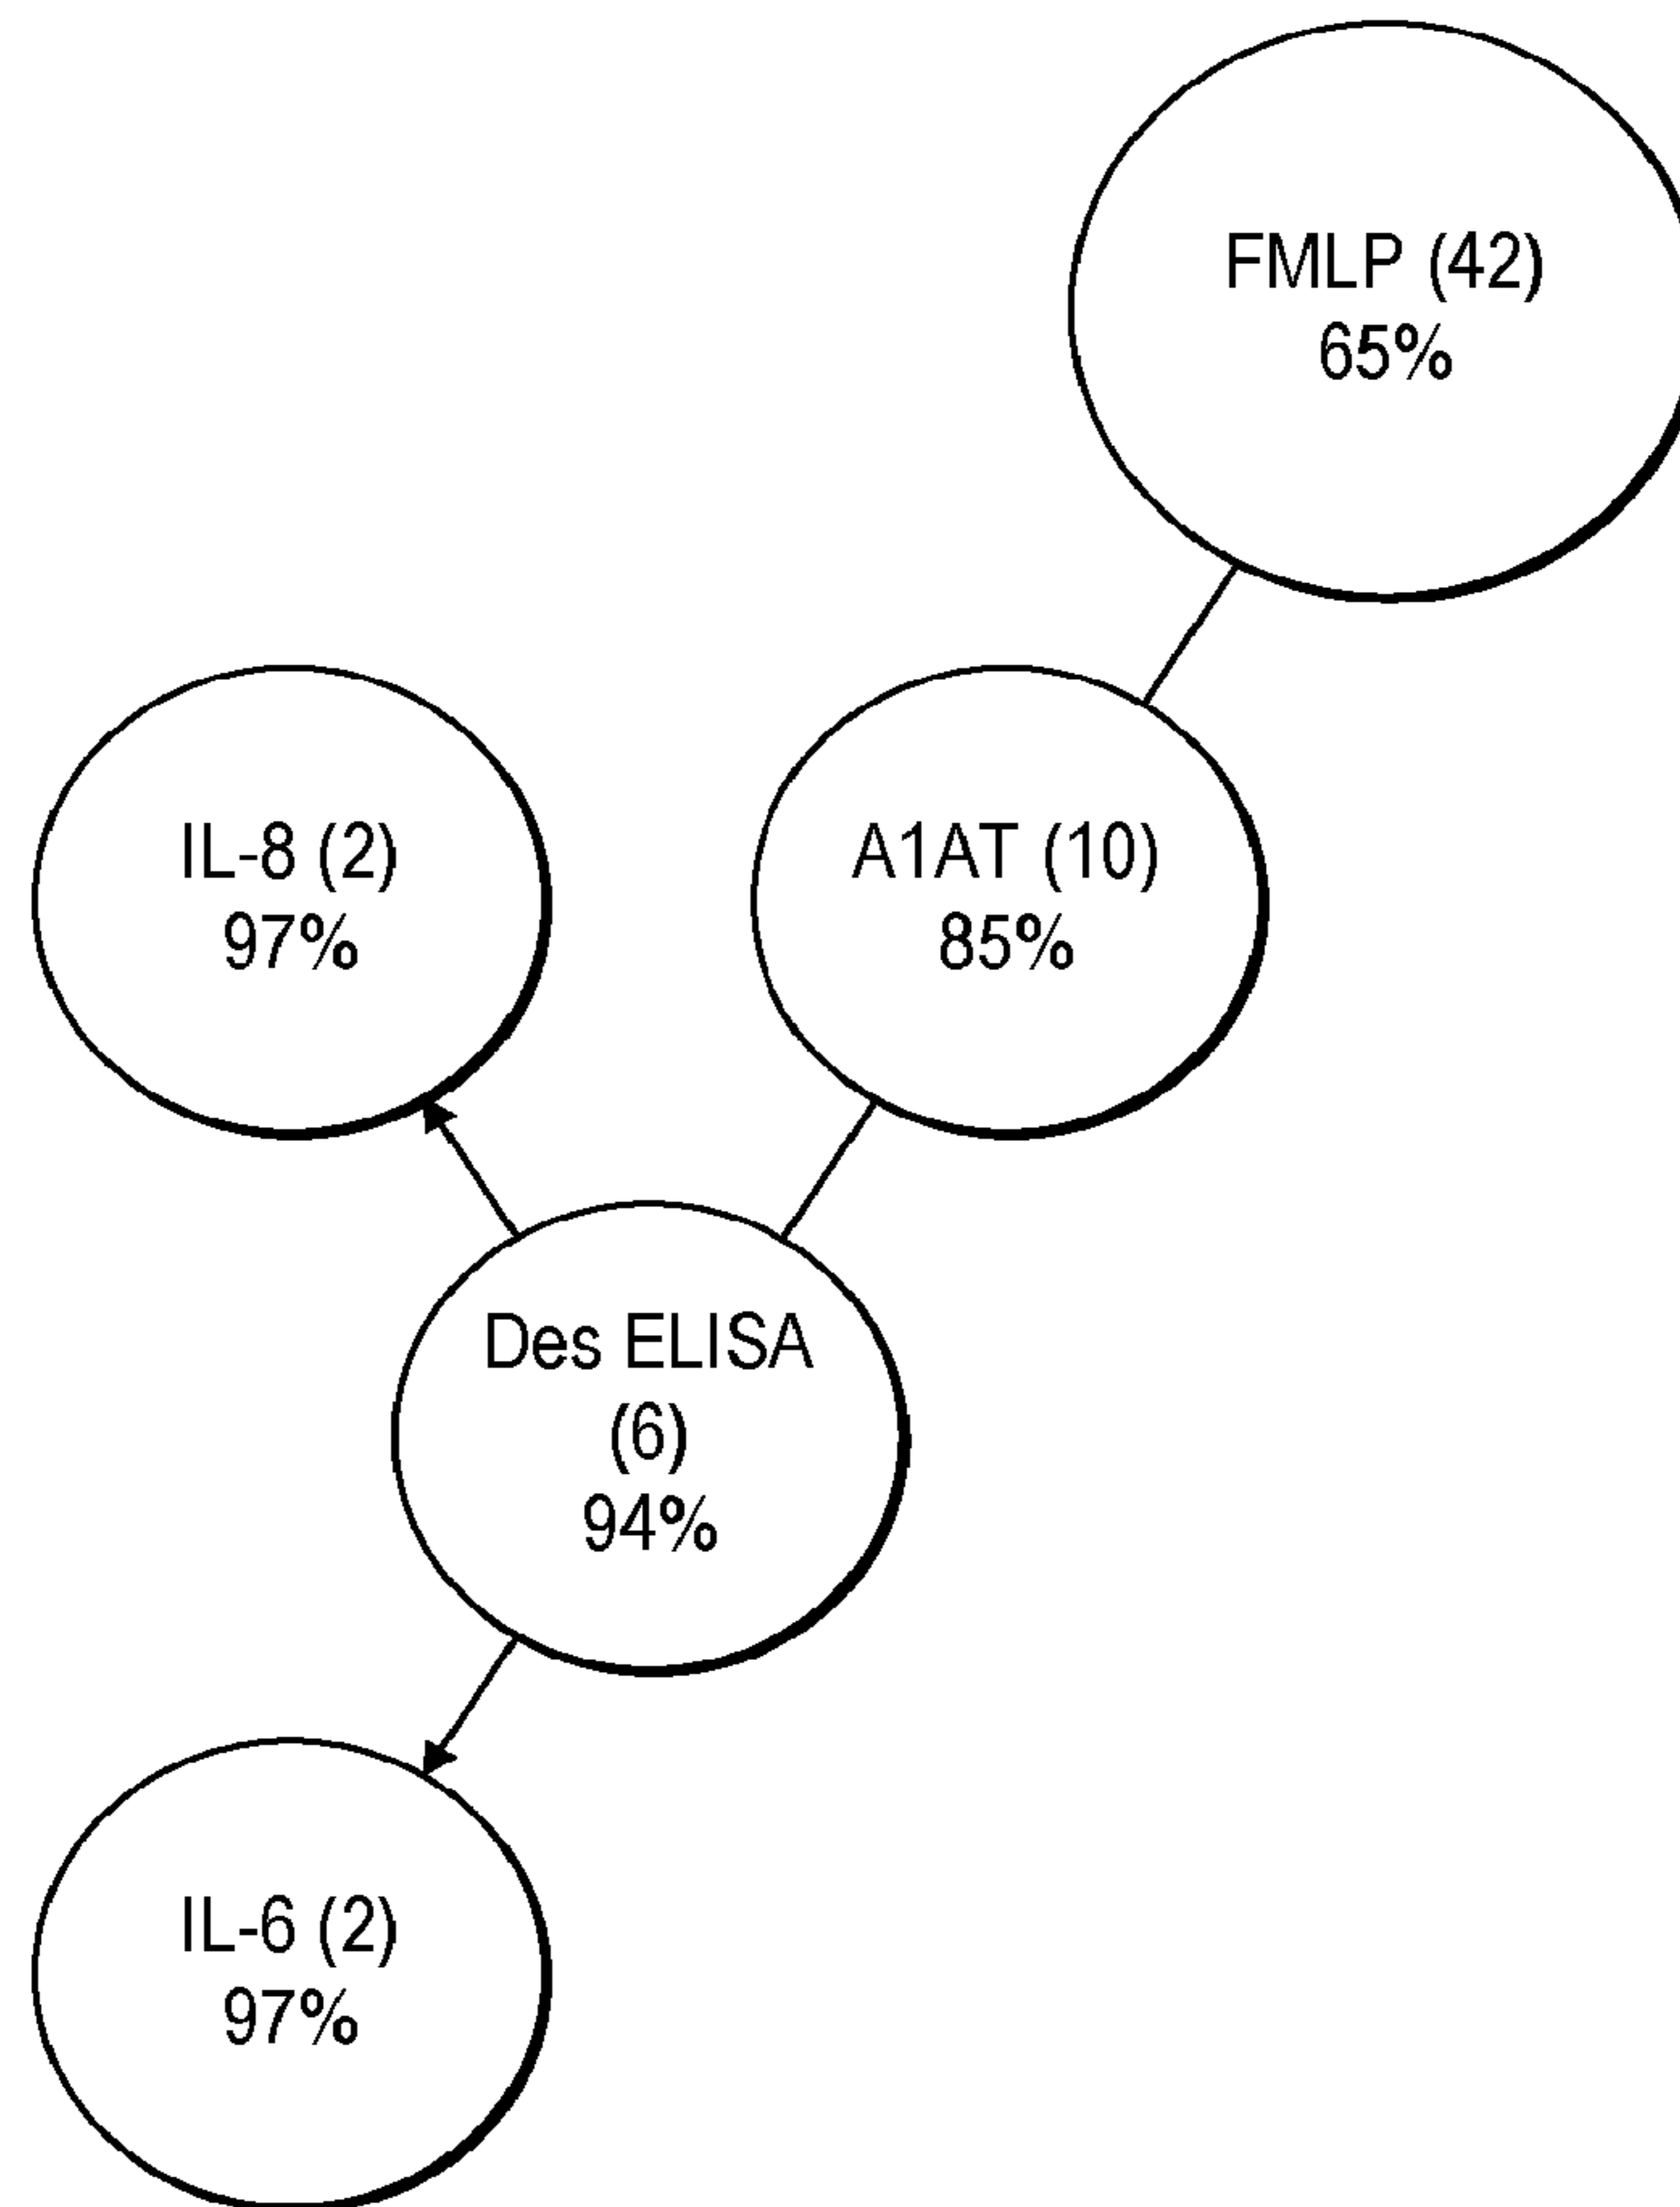 FMLP (42)
65%
IL-8 (2)
97%
A1AT (10)
85%
Des ELISA
(6)
94%
IL-6 (2)
97%